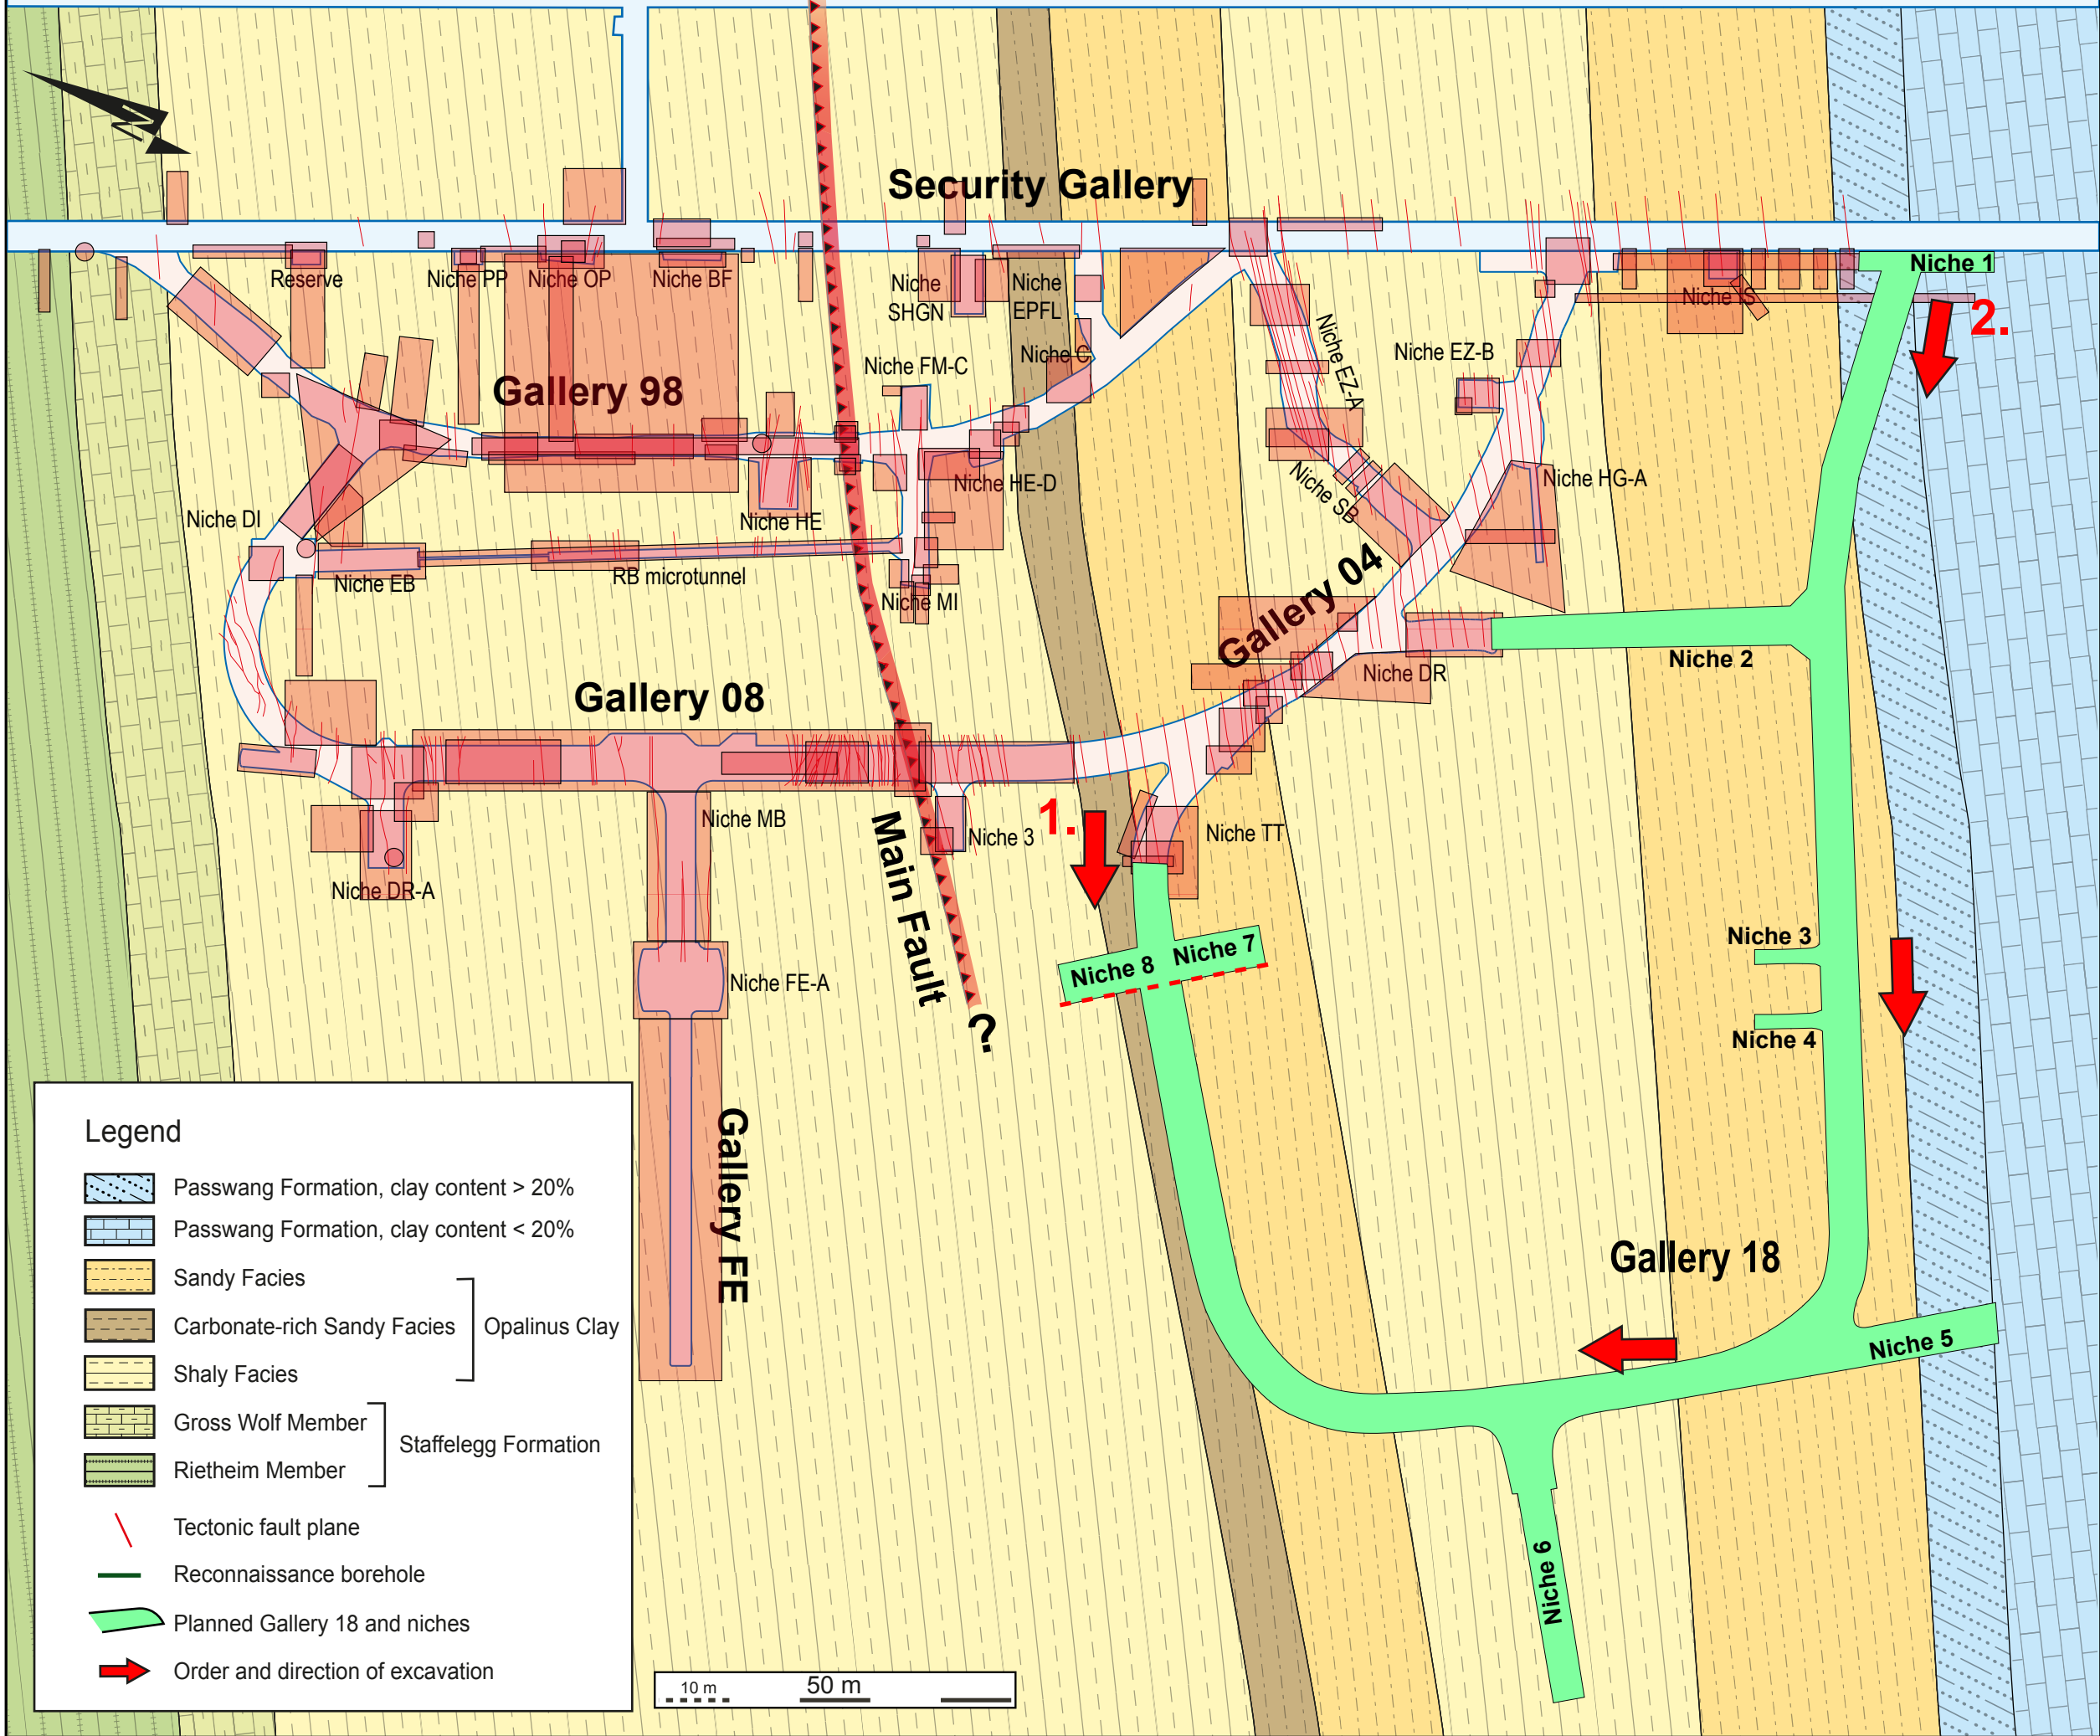 N
Security Gallery
Reserve
Niche PP
Niche OP
Niche BF
Niche
SHGN
Niche
EPFL
Niche 1
Niche IS
2.
Niche EZ-A
Niche EZ-B
Niche C
Niche FM-C
Gallery 98
Niche HE-D
Niche HG-A
Niche SB
Niche DI
Niche HE
Niche EB
RB microtunnel
Niche MI
Gallery 04
Niche DR
Niche 2
Gallery 08
Niche MB
Niche 3
1.
Niche TT
Niche DR-A
Main Fault
?
Niche 8
Niche 7
Niche 3
Niche 4
Niche FE-A
Gallery FE
Gallery 18
Niche 5
Niche 6
Legend
Passwang Formation, clay content > 20%
Passwang Formation, clay content < 20%
Sandy Facies
Carbonate-rich Sandy Facies
Opalinus Clay
Shaly Facies
Gross Wolf Member
Staffelegg Formation
Rietheim Member
Tectonic fault plane
Reconnaissance borehole
Planned Gallery 18 and niches
Order and direction of excavation
10 m
50 m